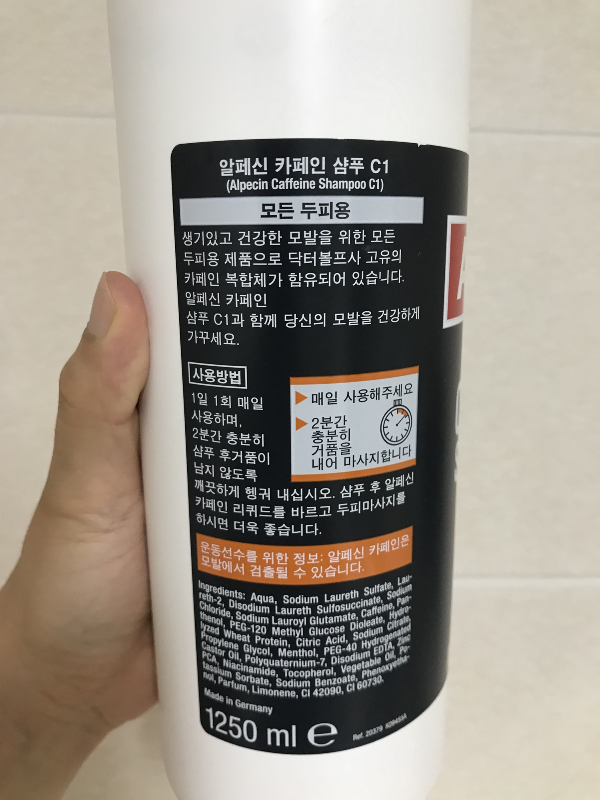 알페신 카페인 샴푸 C1
(Alpecin Caffeine Shampoo C1)
모든 두피용
생기있고 건강한 모발을 위한 모든
두피용 제품으로 닥터볼프사 고유의
카페인 복합체가 함유되어 있습니다.
알페신 카페인
샴푸 C1과 함께 당신의 모발을 건강하게
가꾸세요.
사용방법
1일 1회 매일
사용하며,
2분간 충분히
샴푸 후거품이
남지 않도록
깨끗하게 헹궈 내십시오. 샴푸 후 알페신
카페인 리퀴드를 바르고 두피마사지를
하시면 더욱 좋습니다.
매일 사용해주세요
2분간
충분히
거품을
내어 마사지합니다
운동선수를 위한 정보: 알페신 카페인은
모발에서 검출될 수 있습니다.
Ingredients: Aqua, Sodium Laureth Sulfate, Lau-
reth-2, Disodium Laureth Sulfosuccinate, Sodium
Chloride, Sodium Lauroyl Glutamate, Caffeine, Pan-
thenol, PEG-120 Methyl Glucose Dioleate, Hydro-
lyzed Wheat Protein, Citric Acid, Sodium Citrate,
Propylene Glycol, Menthol, PEG-40 Hydrogenated
Castor Oil, Polyquaternium-7, Disodium EDTA, Zinc
PCA, Niacinamide, Tocopherol, Vegetable Oil, Po-
tassium Sorbate, Sodium Benzoate, Phenoxyetha-
nol, Parfum, Limonene, CI 42090, CI 60730.
Made in Germany
1250 ml ℮
Ref. 20379